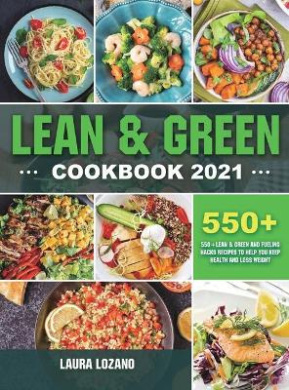 LEAN & GREEN
COOKBOOK 2021
550+
550+LEAN & GREEN AND FUELING
HACKS RECIPES TO HELP YOU KEEP
HEALTH AND LOSS WEIGHT
LAURA LOZANO